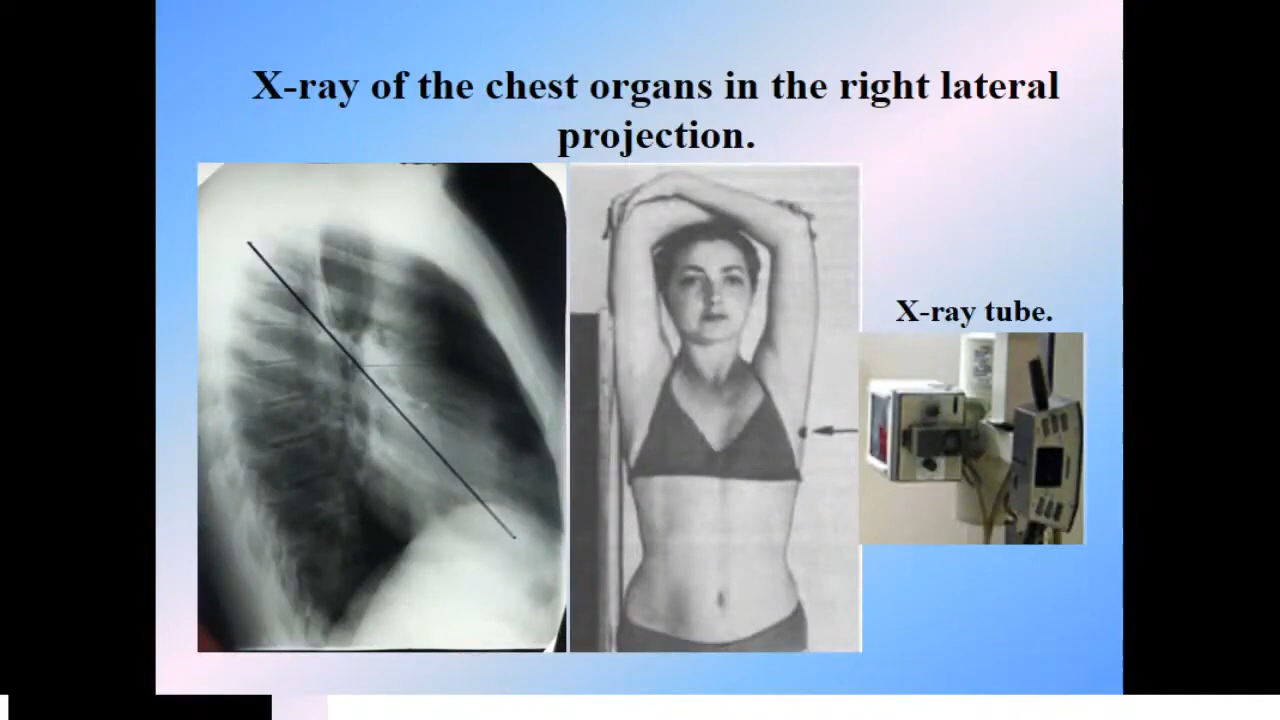 X-ray of the chest organs in the right lateral
projection.
X-ray tube.